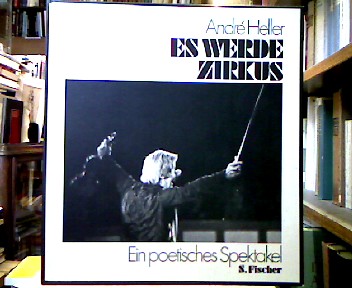 André Heller
ES WERDE
ZIRKUS
Ein poetisches Spektakel
S. Fischer